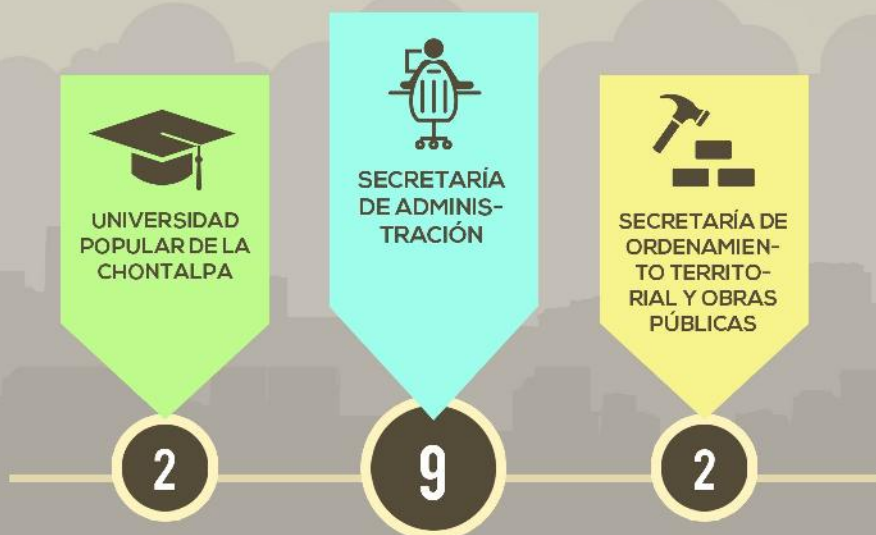 UNIVERSIDAD
POPULAR DE LA
CHONTALPA
2
SECRETARÍA
DE ADMINIS-
TRACIÓN
9
SECRETARÍA DE
ORDENAMIEN-
TO TERRITO-
RIAL Y OBRAS
PÚBLICAS
2